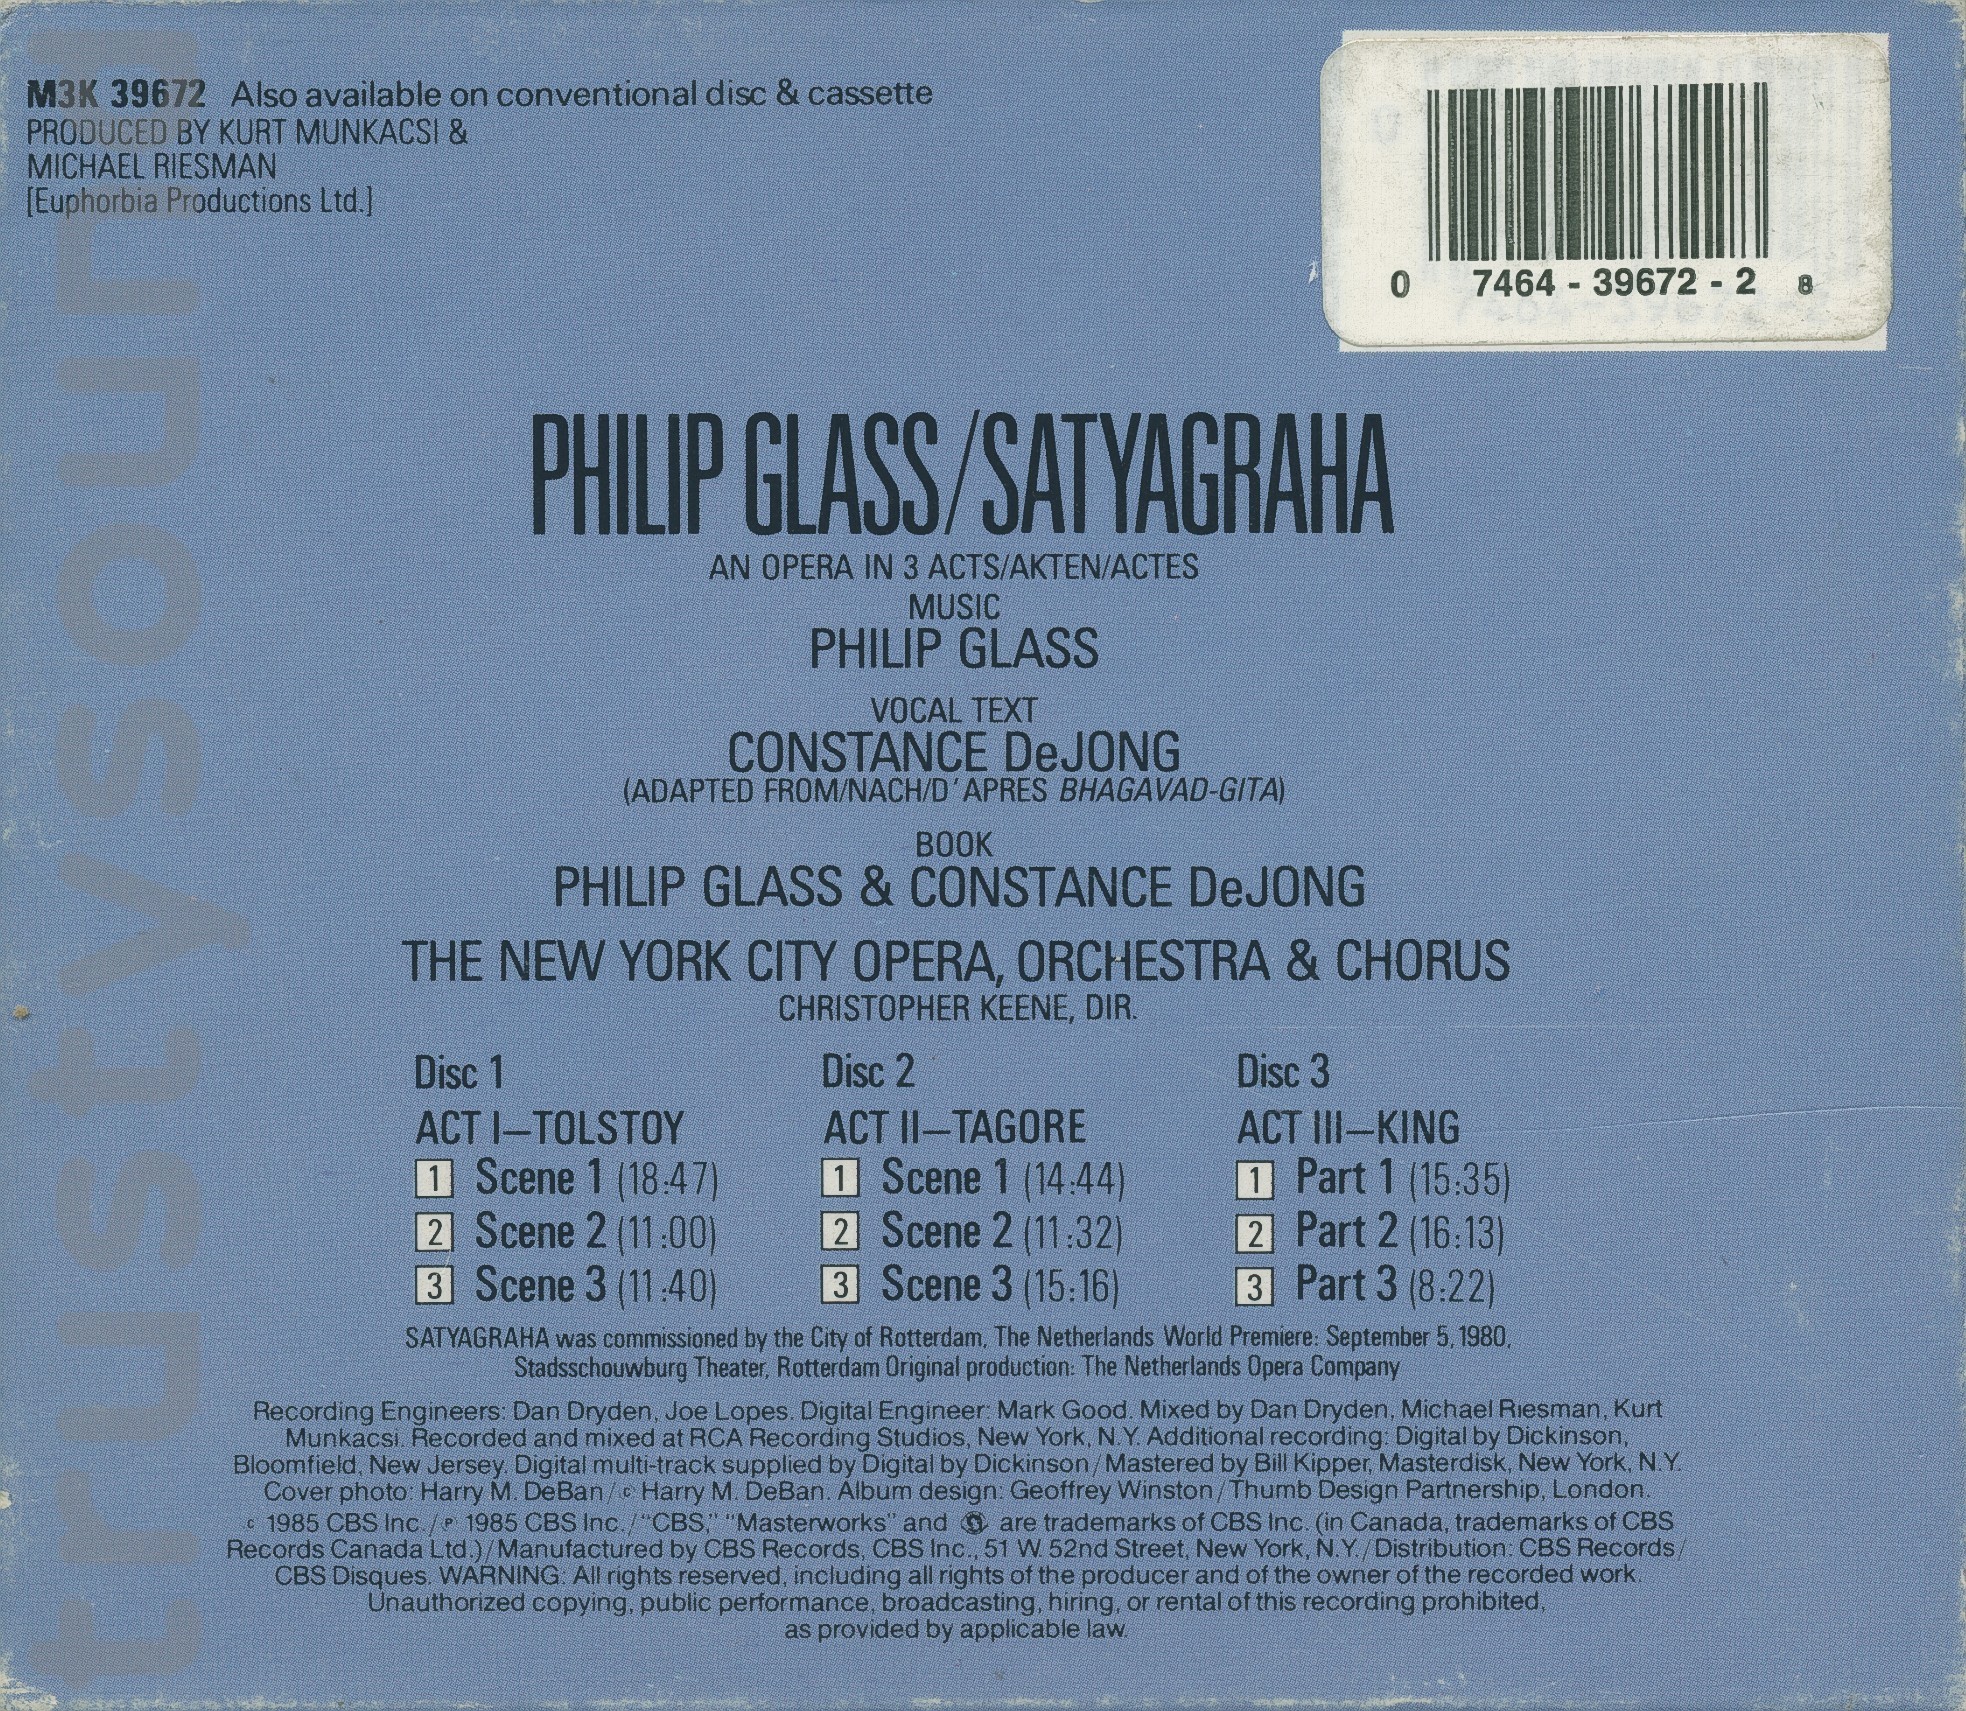 M3K 39672 Also available on conventional disc & cassette
PRODUCED BY KURT MUNKACSI &
MICHAEL RIESMAN
[Euphorbia Productions Ltd.]
0 7464 - 39672 - 2 8
PHILIP GLASS/SATYAGRAHA
AN OPERA IN 3 ACTS/AKTEN/ACTES
MUSIC
PHILIP GLASS
VOCAL TEXT
CONSTANCE DeJONG
(ADAPTED FROM/NACH/D'APRES BHAGAVAD-GITA)
BOOK
PHILIP GLASS & CONSTANCE DeJONG
THE NEW YORK CITY OPERA, ORCHESTRA & CHORUS
CHRISTOPHER KEENE, DIR.
Disc 1
ACT I—TOLSTOY
1 Scene 1 (18:47)
2 Scene 2 (11:00)
3 Scene 3 (11:40)
Disc 2
ACT II—TAGORE
1 Scene 1 (14:44)
2 Scene 2 (11:32)
3 Scene 3 (15:16)
Disc 3
ACT III—KING
1 Part 1 (15:35)
2 Part 2 (16:13)
3 Part 3 (8:22)
SATYAGRAHA was commissioned by the City of Rotterdam, The Netherlands World Premiere: September 5, 1980,
Stadsschouwburg Theater, Rotterdam Original production: The Netherlands Opera Company
Recording Engineers: Dan Dryden, Joe Lopes. Digital Engineer: Mark Good. Mixed by Dan Dryden, Michael Riesman, Kurt
Munkacsi. Recorded and mixed at RCA Recording Studios, New York, N.Y. Additional recording: Digital by Dickinson,
Bloomfield, New Jersey. Digital multi-track supplied by Digital by Dickinson/Mastered by Bill Kipper, Masterdisk, New York, N.Y.
Cover photo: Harry M. DeBan/© Harry M. DeBan. Album design: Geoffrey Winston/Thumb Design Partnership, London.
© 1985 CBS Inc./℗ 1985 CBS Inc./"CBS," "Masterworks" and are trademarks of CBS Inc. (in Canada, trademarks of CBS
Records Canada Ltd.)/Manufactured by CBS Records, CBS Inc., 51 W. 52nd Street, New York, N.Y./Distribution: CBS Records/
CBS Disques. WARNING: All rights reserved, including all rights of the producer and of the owner of the recorded work.
Unauthorized copying, public performance, broadcasting, hiring, or rental of this recording prohibited,
as provided by applicable law.
trustysound